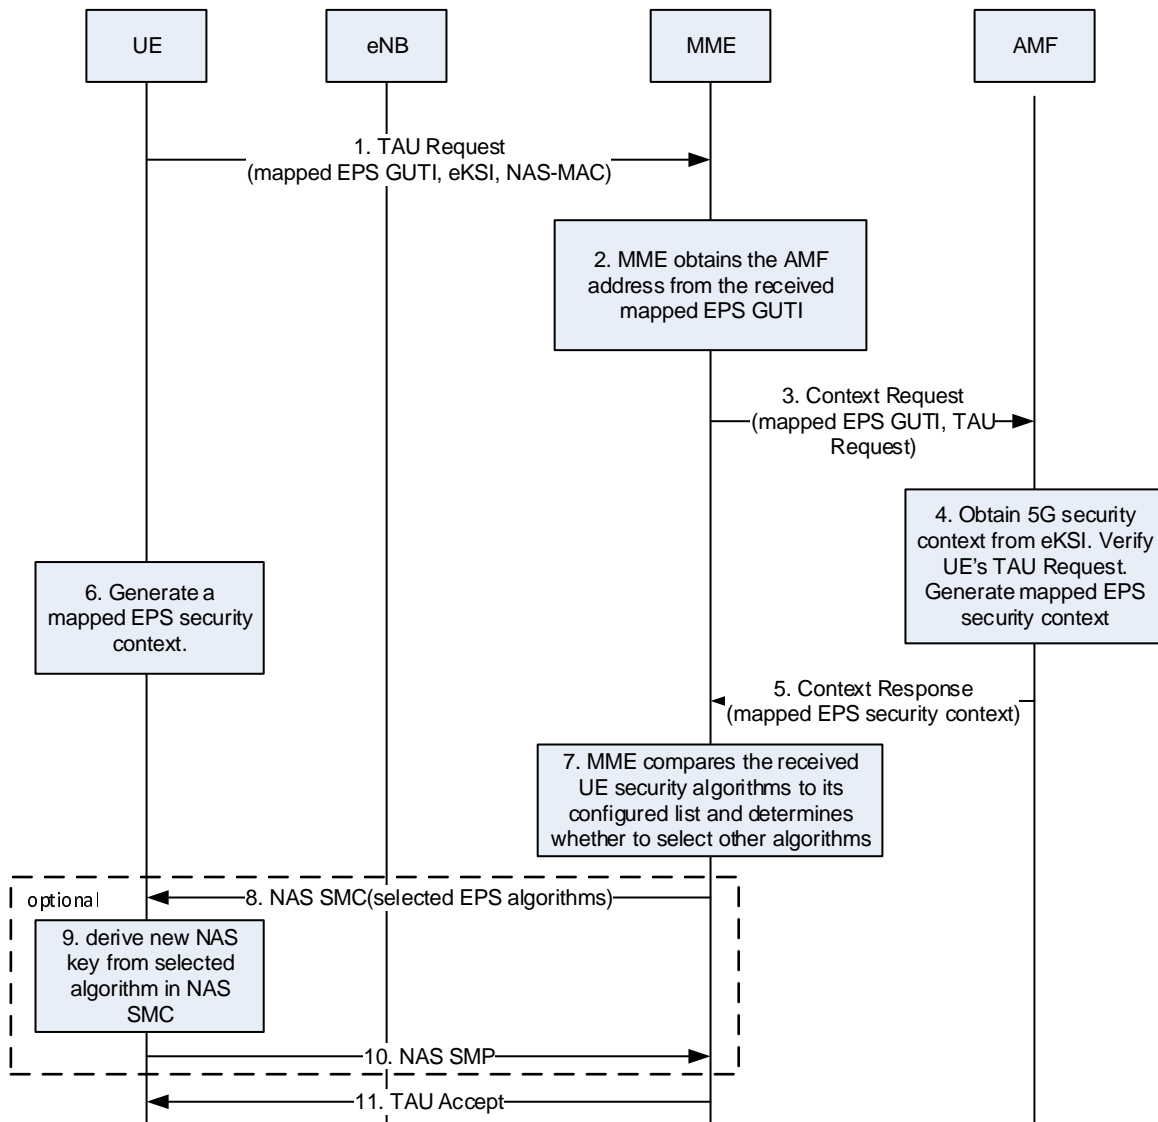 UE
eNB
MME
AMF
1. TAU Request
(mapped EPS GUTI, eKSI, NAS-MAC)
2. MME obtains the AMF
address from the received
mapped EPS GUTI
3. Context Request
(mapped EPS GUTI, TAU
Request)
4. Obtain 5G security
context from eKSI. Verify
UE's TAU Request.
Generate mapped EPS
security context
6. Generate a
mapped EPS security
context.
5. Context Response
(mapped EPS security context)
7. MME compares the received
UE security algorithms to its
configured list and determines
whether to select other algorithms
optional
8. NAS SMC(selected EPS algorithms)
9. derive new NAS
key from selected
algorithm in NAS
SMC
10. NAS SMP
11. TAU Accept